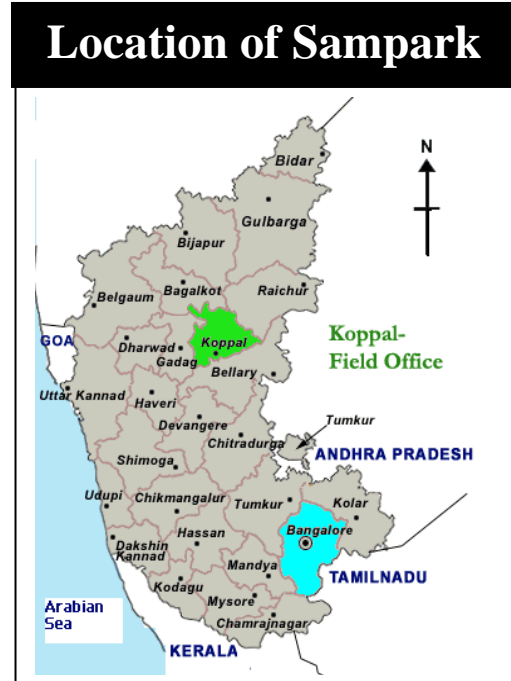 Location of Sampark
N
Bidar
Gulbarga
Bijapur
Bagalkot
Raichur
Belgaum
Koppal-
Field Office
GOA
Dharwad
Koppal
Gadag
Bellary
Uttar Kannad
Haveri
Devangere
Tumkur
Chitradurga
ANDHRA PRADESH
Shimoga
Udupi
Chikmangalur
Tumkur
Kolar
Hassan
Bangalore
Dakshin
Kannad
Mandya
TAMILNADU
Kodagu
Mysore
Arabian
Sea
Chamrajnagar
KERALA